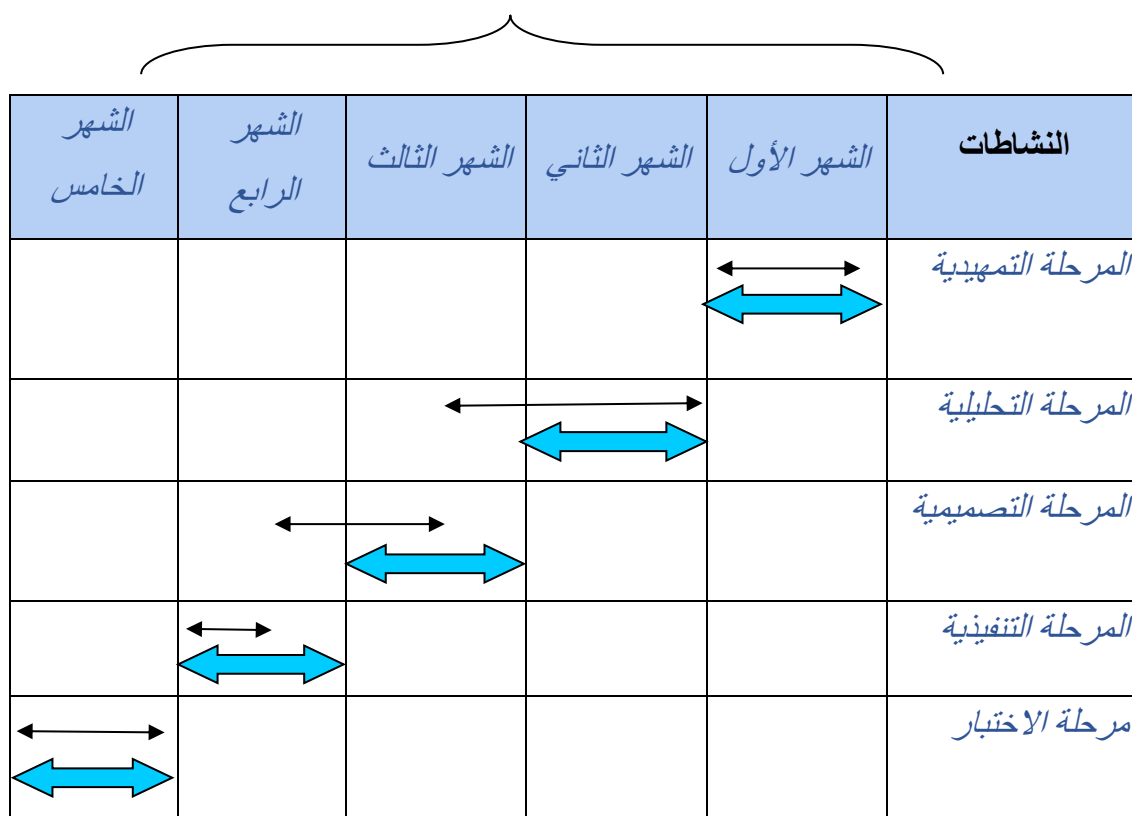 النشاطات
الشهر الأول
الشهر الثاني
الشهر الثالث
الشهر
الرابع
الشهر
الخامس
المرحلة التمهيدية
المرحلة التحليلية
المرحلة التصميمية
المرحلة التنفيذية
مرحلة الاختبار